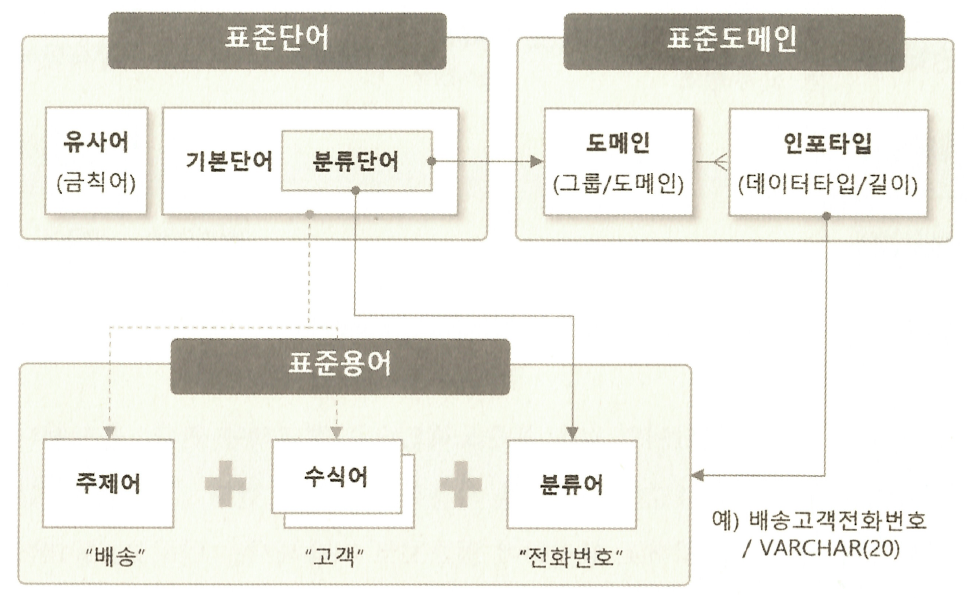 표준단어
표준도메인
유사어
(금칙어)
기본단어
분류단어
도메인
(그룹/도메인)
인포타입
(데이터타입/길이)
표준용어
주제어
수식어
분류어
"배송"
"고객"
"전화번호"
예) 배송고객전화번호
/ VARCHAR(20)